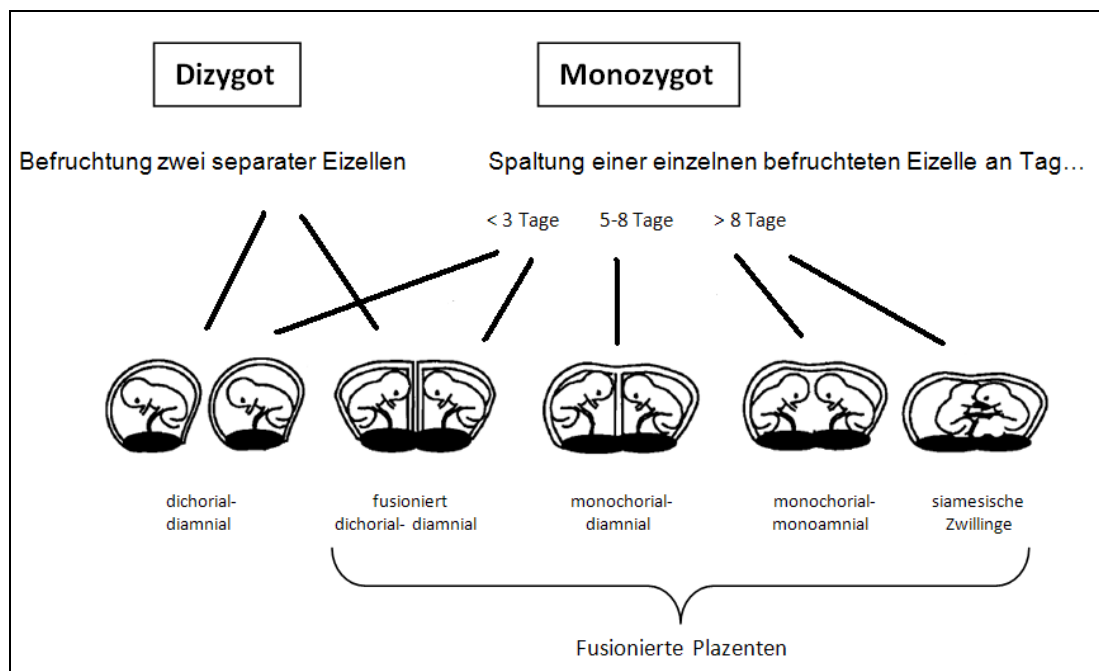 Dizygot
Monozygot
Befruchtung zwei separater Eizellen
Spaltung einer einzelnen befruchteten Eizelle an Tag…
< 3 Tage
5-8 Tage
> 8 Tage
dichorial-
diamnial
fusioniert
dichorial- diamnial
monochorial-
diamnial
monochorial-
monoamnial
siamesische
Zwillinge
Fusionierte Plazenten